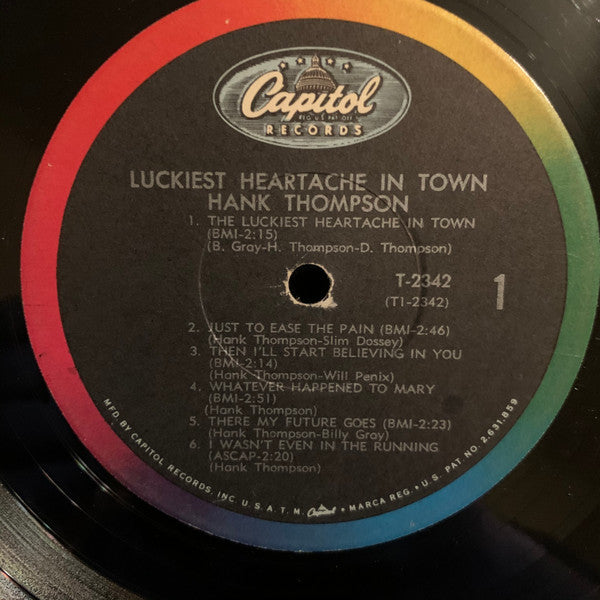 Capitol
REG. U.S. PAT. OFF.
RECORDS
LUCKIEST HEARTACHE IN TOWN
HANK THOMPSON
1. THE LUCKIEST HEARTACHE IN TOWN
(BMI-2:15)
(B. Gray-H. Thompson-D. Thompson)
T-2342
(T1-2342)
1
2. JUST TO EASE THE PAIN (BMI-2:46)
(Hank Thompson-Slim Dossey)
3. THEN I'LL START BELIEVING IN YOU
(BMI-2:14)
(Hank Thompson-Will Penix)
4. WHATEVER HAPPENED TO MARY
(BMI-2:51)
(Hank Thompson)
5. THERE MY FUTURE GOES (BMI-2:23)
(Hank Thompson-Billy Gray)
6. I WASN'T EVEN IN THE RUNNING
(ASCAP-2:20)
(Hank Thompson)
MFD. BY CAPITOL RECORDS, INC. U.S.A. T.M. Capitol • MARCA REG. • U.S. PAT. NO. 2,631,859